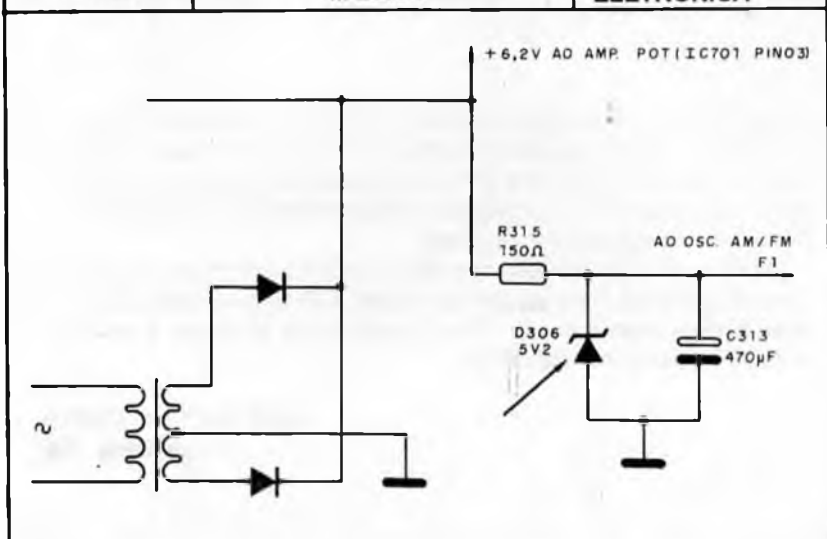 +6,2V AO AMP. POT(IC701 PINO3)
R315
150Ω
AO OSC. AM/FM
F1
D306
5V2
C313
470µF
~